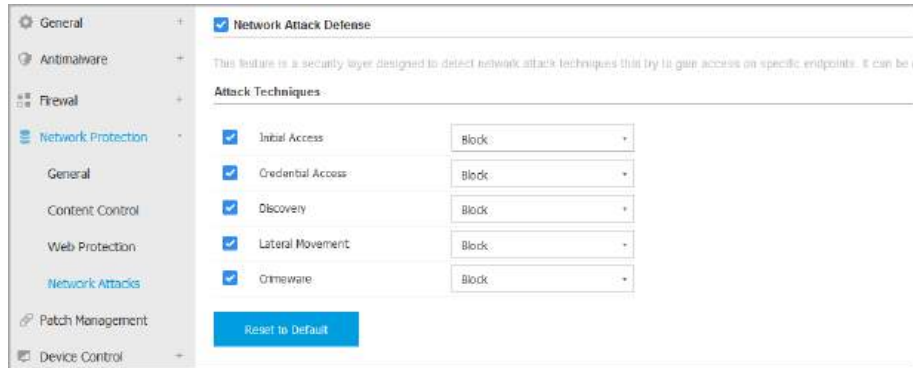 General
Antimalware
Firewall
Network Protection
General
Content Control
Web Protection
Network Attacks
Patch Management
Device Control
Network Attack Defense
This feature is a security layer designed to detect network attack techniques that try to gain access on specific endpoints. It can be
Attack Techniques
Initial Access Block
Credential Access Block
Discovery Block
Lateral Movement Block
Crimeware Block
Reset to Default